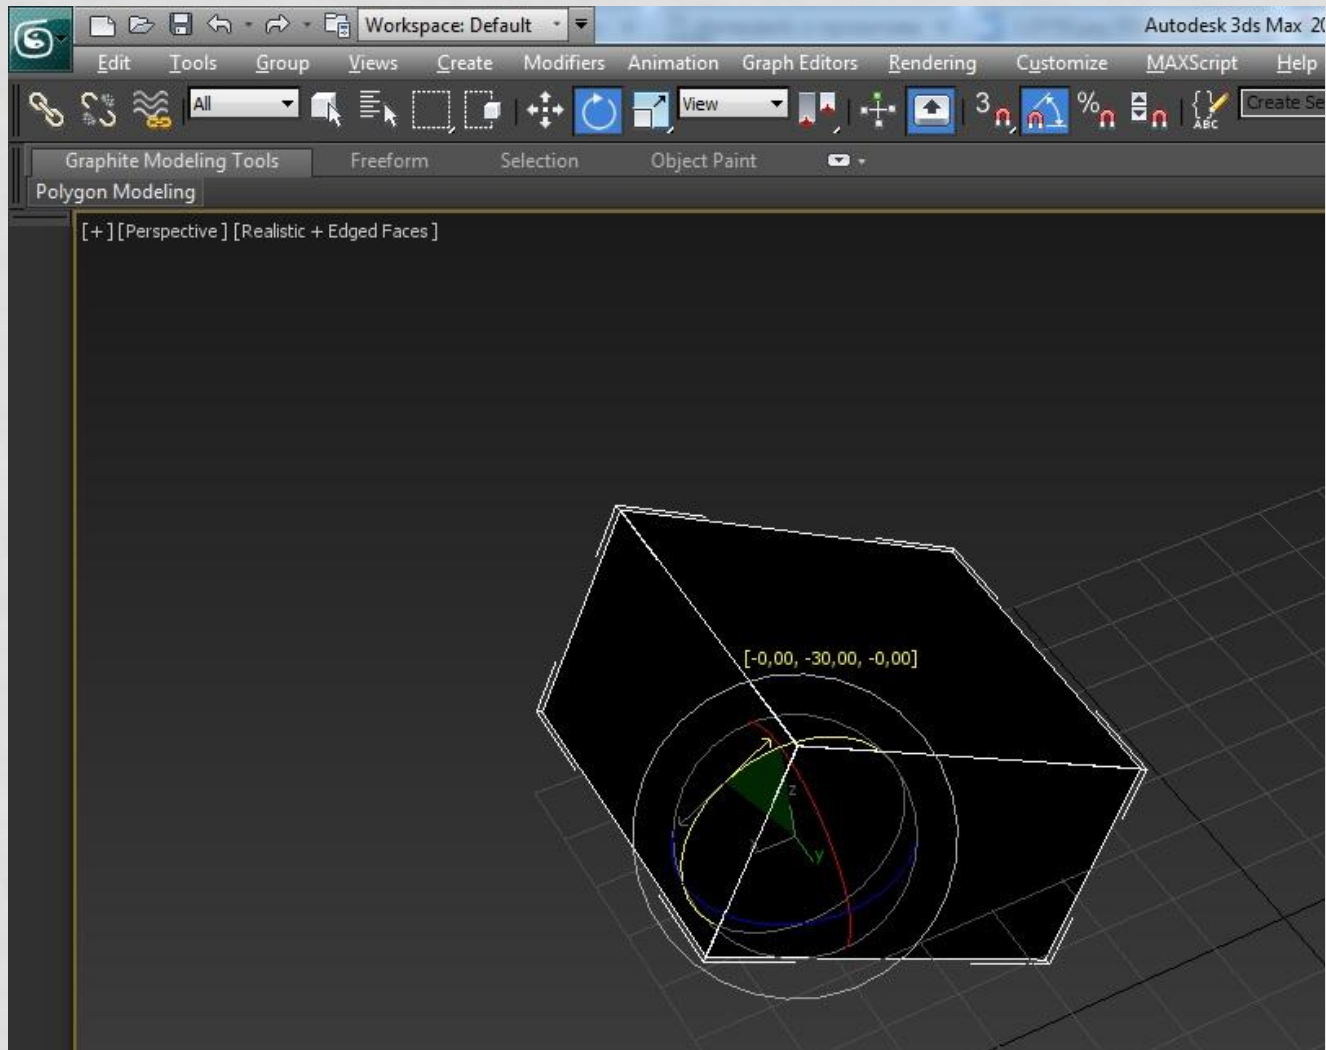 Workspace: Default
Autodesk 3ds Max 20
Edit Tools Group Views Create Modifiers Animation Graph Editors Rendering Customize MAXScript Help
All View 3 % ABC Create Se
Graphite Modeling Tools Freeform Selection Object Paint
Polygon Modeling
[+][Perspective][Realistic + Edged Faces]
[-0,00, -30,00, -0,00]
z
y